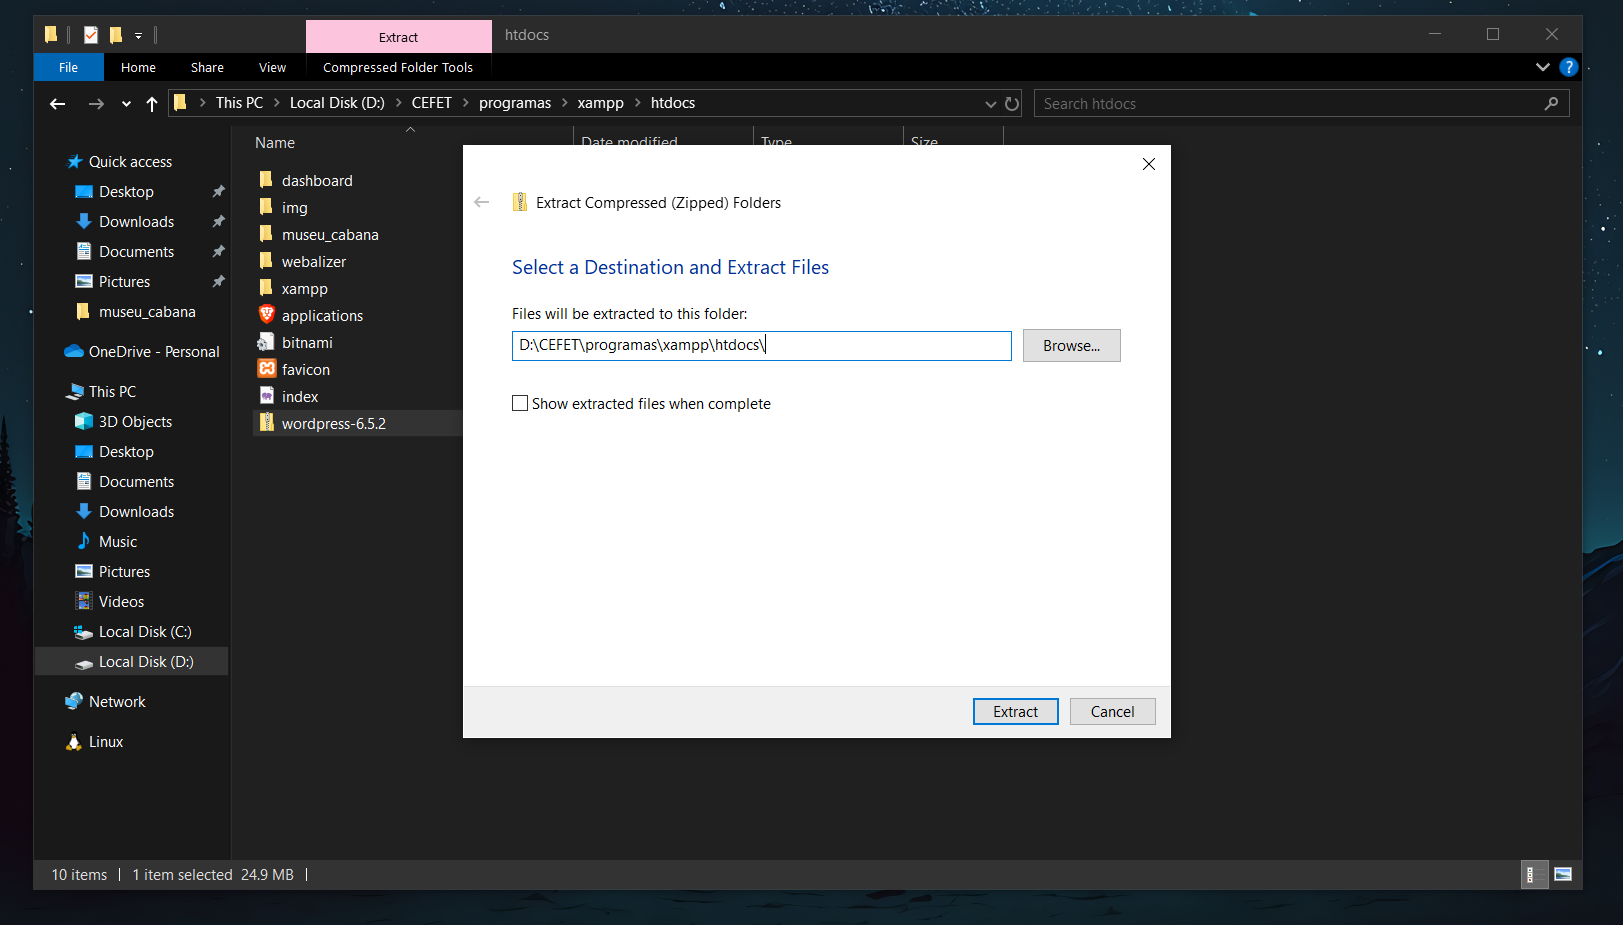 Extract
htdocs
File
Home
Share
View
Compressed Folder Tools
?
This PC
Local Disk (D:)
CEFET
programas
xampp
htdocs
Search htdocs
Name
Date modified
Type
Size
Quick access
Desktop
Downloads
Documents
Pictures
museu_cabana
OneDrive - Personal
This PC
3D Objects
Desktop
Documents
Downloads
Music
Pictures
Videos
Local Disk (C:)
Local Disk (D:)
Network
Linux
dashboard
img
museu_cabana
webalizer
xampp
applications
bitnami
favicon
index
wordpress-6.5.2
Extract Compressed (Zipped) Folders
Select a Destination and Extract Files
Files will be extracted to this folder:
D:\CEFET\programas\xampp\htdocs\
Browse...
Show extracted files when complete
Extract
Cancel
10 items
1 item selected 24.9 MB